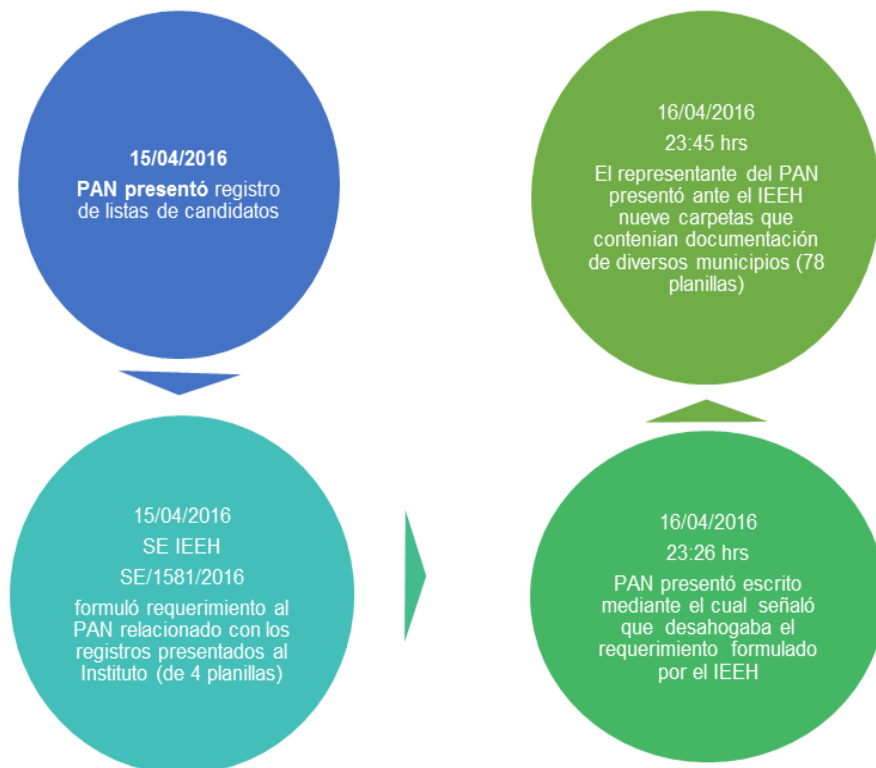 15/04/2016
PAN presentó registro
de listas de candidatos
15/04/2016
SE IEEH
SE/1581/2016
formuló requerimiento al
PAN relacionado con los
registros presentados al
Instituto (de 4 planillas)
16/04/2016
23:26 hrs
PAN presentó escrito
mediante el cual señaló
que desahogaba el
requerimiento formulado
por el IEEH
16/04/2016
23:45 hrs
El representante del PAN
presentó ante el IEEH
nueve carpetas que
contenian documentación
de diversos municipios (78
planillas)